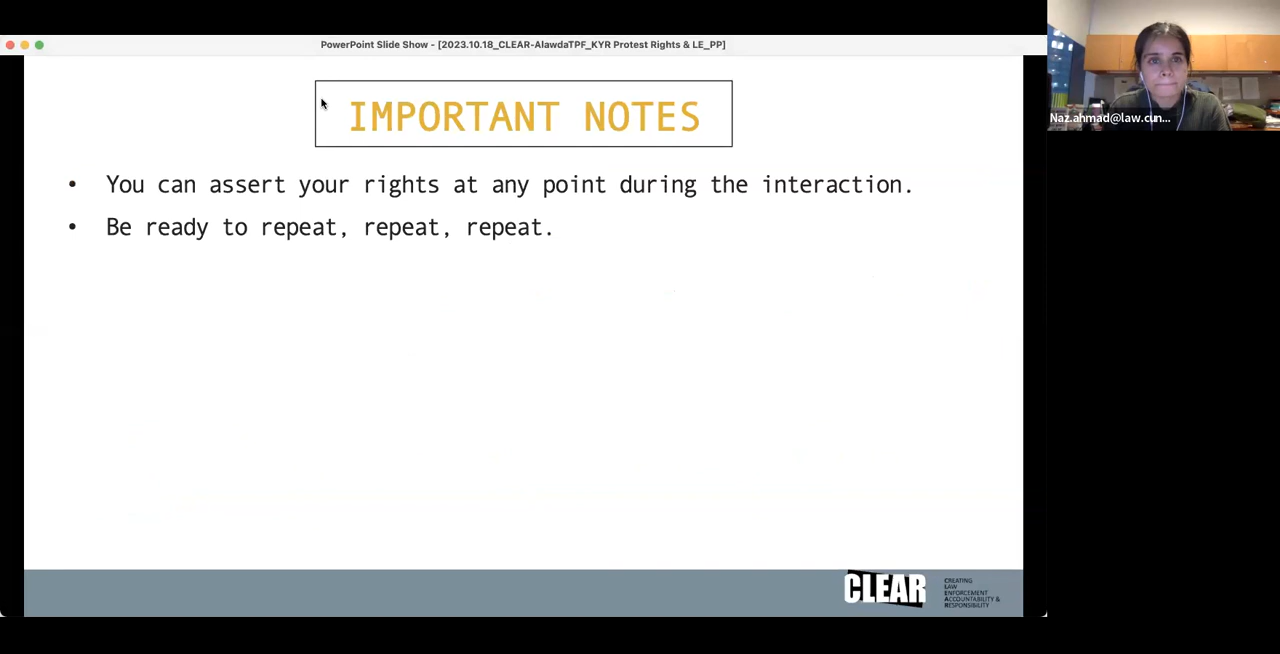 PowerPoint Slide Show - [2023.10.18_CLEAR-AlawdaTPF_KYR Protest Rights & LE_PP]
Naz.ahmad@law.cun...
IMPORTANT NOTES
• You can assert your rights at any point during the interaction.
• Be ready to repeat, repeat, repeat.
CLEAR
CREATING
LAW
ENFORCEMENT
ACCOUNTABILITY &
RESPONSIBILITY